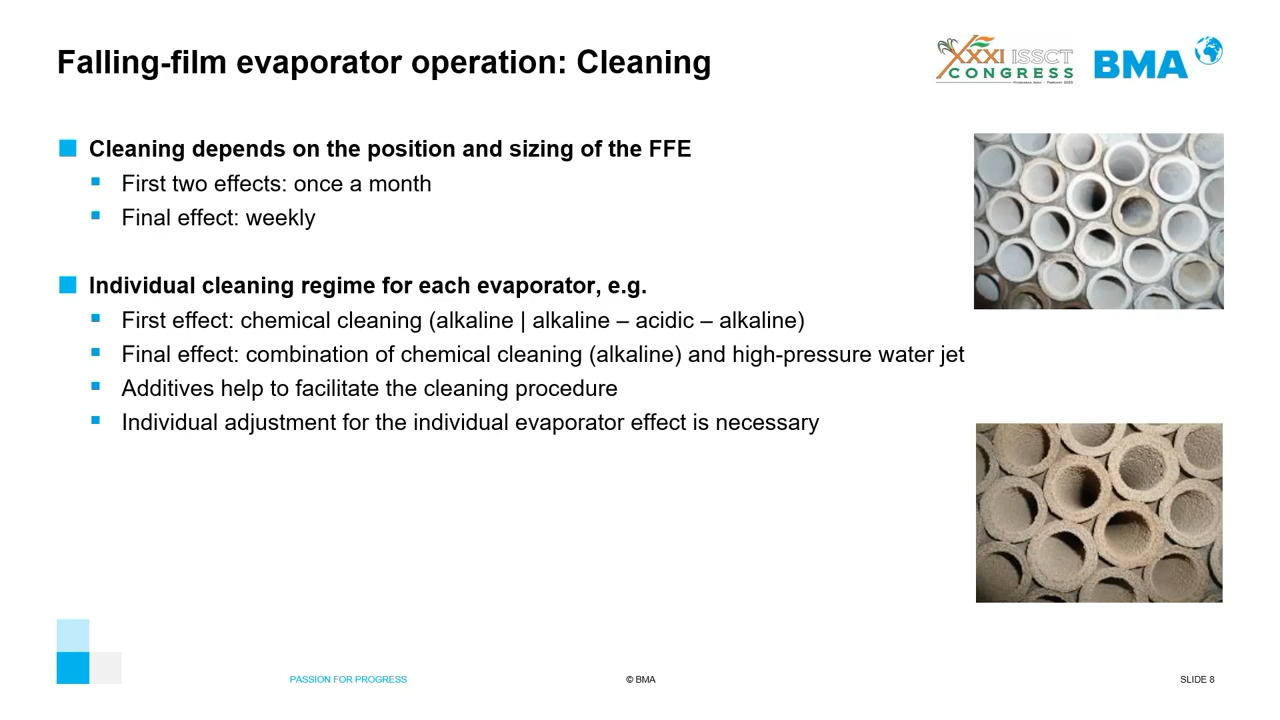 Falling-film evaporator operation: Cleaning
XXXI ISSCT
CONGRESS
BMA
Cleaning depends on the position and sizing of the FFE
First two effects: once a month
Final effect: weekly
Individual cleaning regime for each evaporator, e.g.
First effect: chemical cleaning (alkaline | alkaline – acidic – alkaline)
Final effect: combination of chemical cleaning (alkaline) and high-pressure water jet
Additives help to facilitate the cleaning procedure
Individual adjustment for the individual evaporator effect is necessary
PASSION FOR PROGRESS
© BMA
SLIDE 8